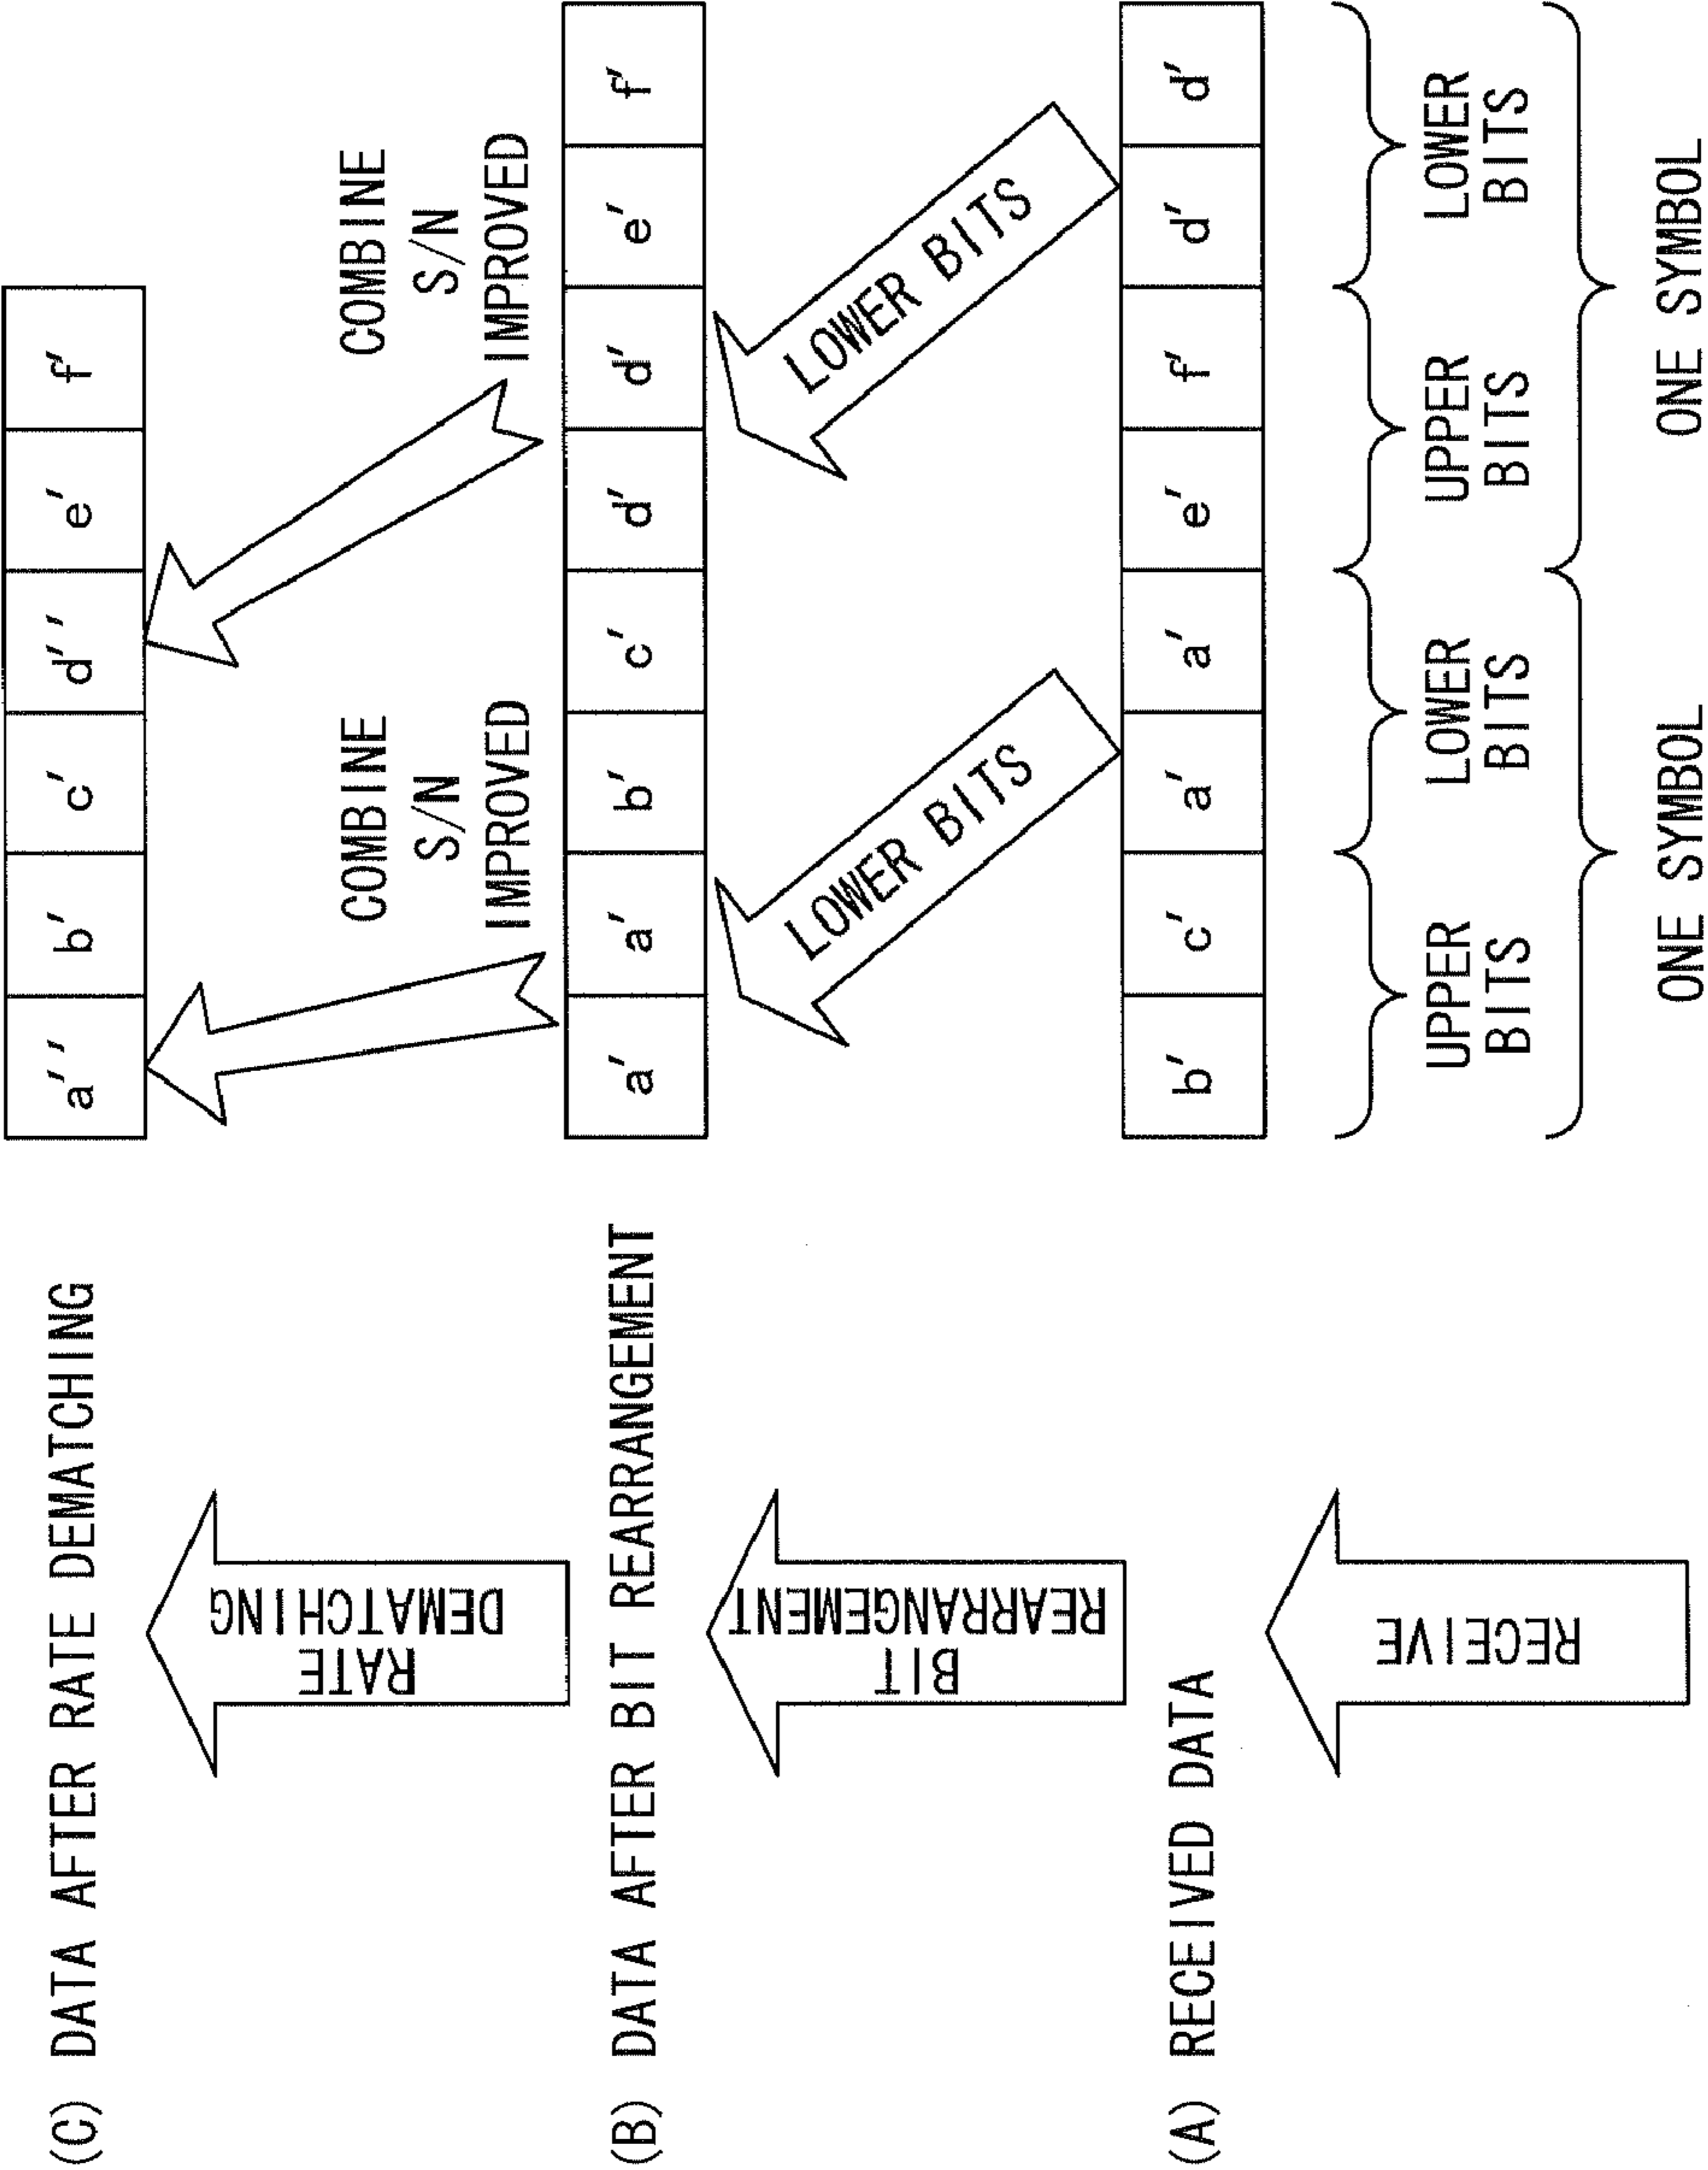 (C) DATA AFTER RATE DEMATCHING
a'' b' c' d'' e' f'
RATE
DEMATCHING
COMBINE
S/N
IMPROVED
COMBINE
S/N
IMPROVED
(B) DATA AFTER BIT REARRANGEMENT
a' a' b' c' d' d' e' f'
BIT
REARRANGEMENT
LOWER BITS
LOWER BITS
(A) RECEIVED DATA
b' c' a' a' e' f' d' d'
RECEIVE
UPPER
BITS
LOWER
BITS
UPPER
BITS
LOWER
BITS
ONE SYMBOL
ONE SYMBOL